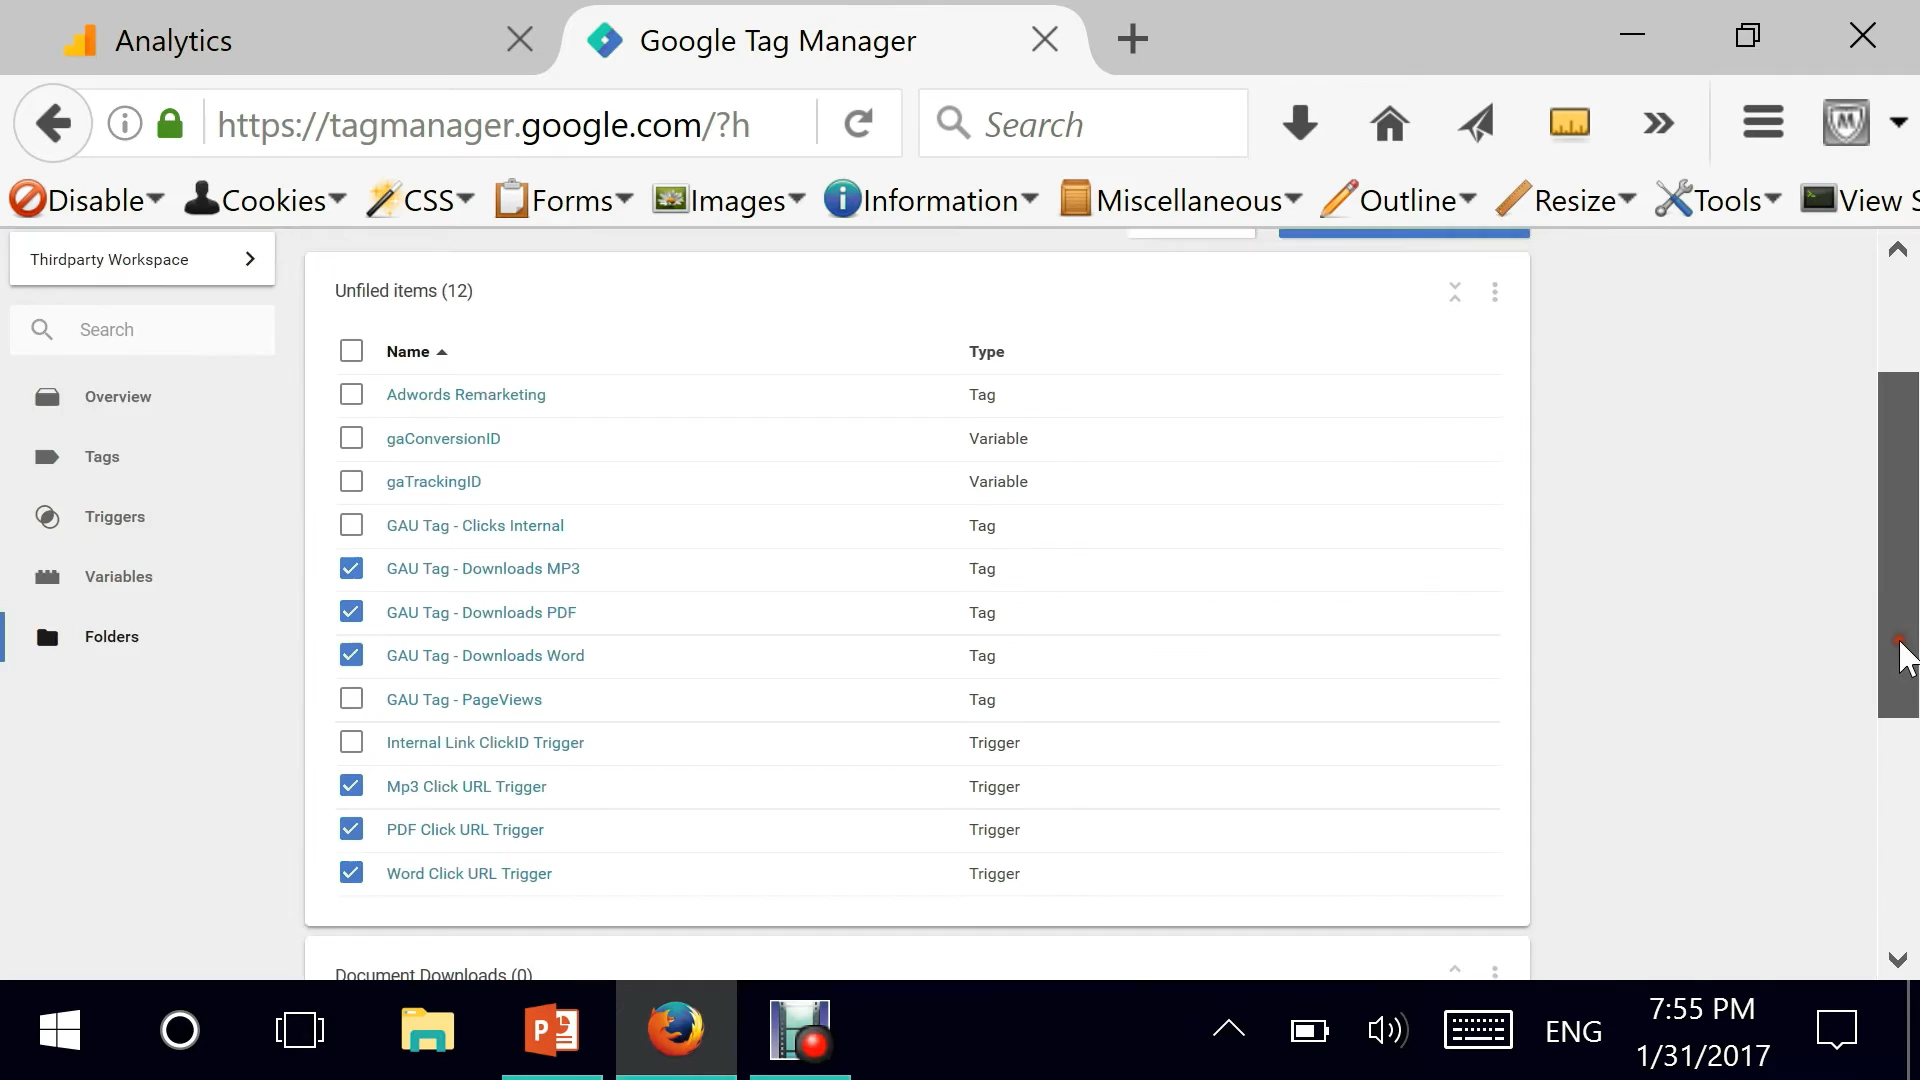 Analytics
Google Tag Manager
https://tagmanager.google.com/?h
Search
Disable Cookies CSS Forms Images Information Miscellaneous Outline Resize Tools View S
Thirdparty Workspace
Search
Overview
Tags
Triggers
Variables
Folders
Unfiled items (12)
Name Type
Adwords Remarketing Tag
gaConversionID Variable
gaTrackingID Variable
GAU Tag - Clicks Internal Tag
GAU Tag - Downloads MP3 Tag
GAU Tag - Downloads PDF Tag
GAU Tag - Downloads Word Tag
GAU Tag - PageViews Tag
Internal Link ClickID Trigger Trigger
Mp3 Click URL Trigger Trigger
PDF Click URL Trigger Trigger
Word Click URL Trigger Trigger
Document Downloads (0)
ENG
7:55 PM
1/31/2017